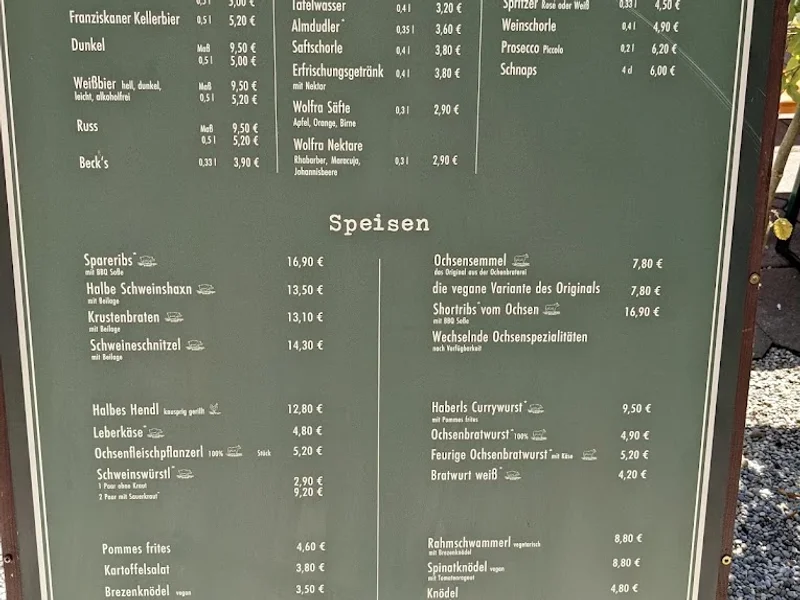 0,5 l 5,00 €
Franziskaner Kellerbier 0,5 l 5,20 €
Dunkel Maß 9,50 €
0,5 l 5,00 €
Weißbier hell, dunkel, Maß 9,50 €
leicht, alkoholfrei 0,5 l 5,20 €
Russ Maß 9,50 €
0,5 l 5,20 €
Beck's 0,33 l 3,90 €
Tafelwasser 0,4 l 3,20 €
Almdudler* 0,35 l 3,60 €
Saftschorle 0,4 l 3,80 €
Erfrischungsgetränk 0,4 l 3,80 €
mit Nektar
Wolfra Säfte 0,3 l 2,90 €
Apfel, Orange, Birne
Wolfra Nektare
Rhabarber, Maracuja, 0,3 l 2,90 €
Johannisbeere
Spritzer Rosé oder Weiß 0,33 l 4,50 €
Weinschorle 0,4 l 4,90 €
Prosecco Piccolo 0,2 l 6,20 €
Schnaps 4 cl 6,00 €
Speisen
Spareribs* 16,90 €
mit BBQ Soße
Halbe Schweinshaxn 13,50 €
mit Beilage
Krustenbraten 13,10 €
mit Beilage
Schweineschnitzel 14,30 €
mit Beilage
Halbes Hendl knusprig gerillt 12,80 €
Leberkäse* 4,80 €
Ochsenfleischpflanzerl 100% Stück 5,20 €
Schweinswürstl*
1 Paar ohne Kraut 2,90 €
2 Paar mit Sauerkraut* 9,20 €
Pommes frites 4,60 €
Kartoffelsalat 3,80 €
Brezenknödel vegan 3,50 €
Ochsensemmel 7,80 €
das Original aus der Ochenbraterei
die vegane Variante des Originals 7,80 €
Shortribs* vom Ochsen 16,90 €
mit BBQ Soße
Wechselnde Ochsenspezialitäten
nach Verfügbarkeit
Haberls Currywurst* 9,50 €
mit Pommes frites
Ochsenbratwurst* 100% 4,90 €
Feurige Ochsenbratwurst* mit Käse 5,20 €
Bratwurt weiß* 4,20 €
Rahmschwammerl vegetarisch 8,80 €
mit Brezenknödel
Spinatknödel vegan 8,80 €
mit Tomatenragout
Knödel 4,80 €